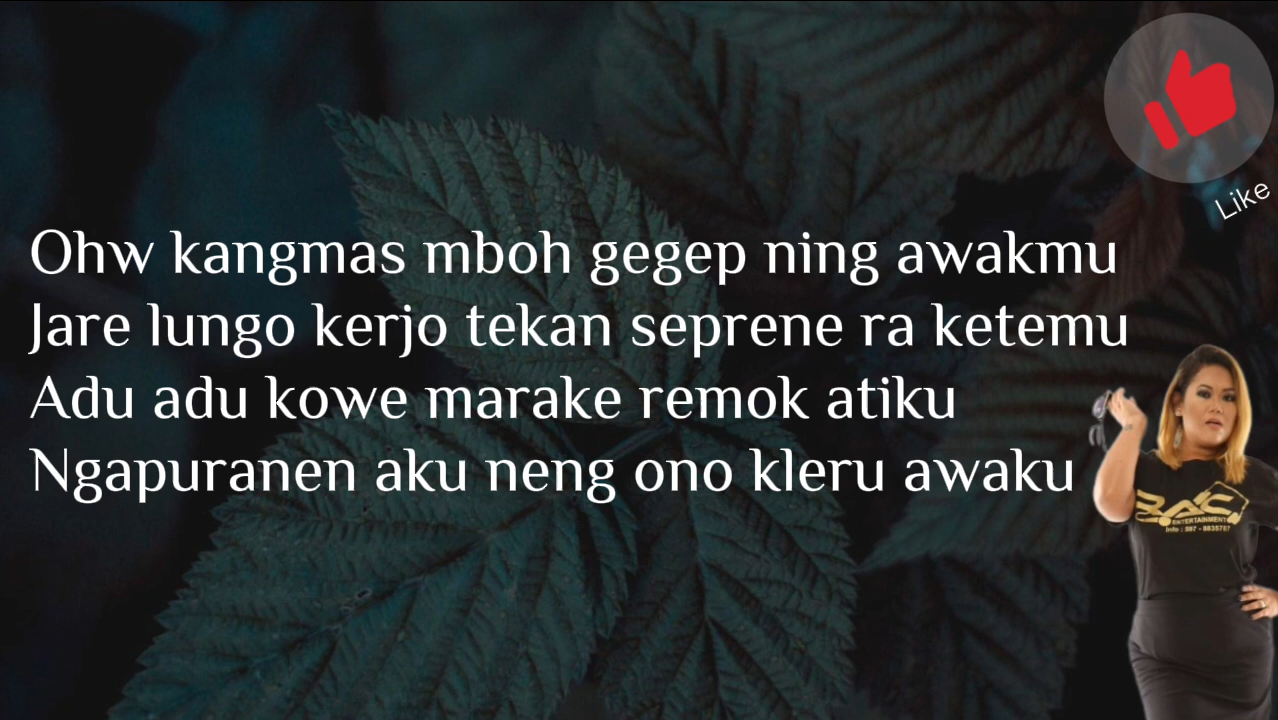 Like
Ohw kangmas mboh gegep ning awakmu
Jare lungo kerjo tekan seprene ra ketemu
Adu adu kowe marake remok atiku
Ngapuranen aku neng ono kleru awaku
ENTERTAINMENT